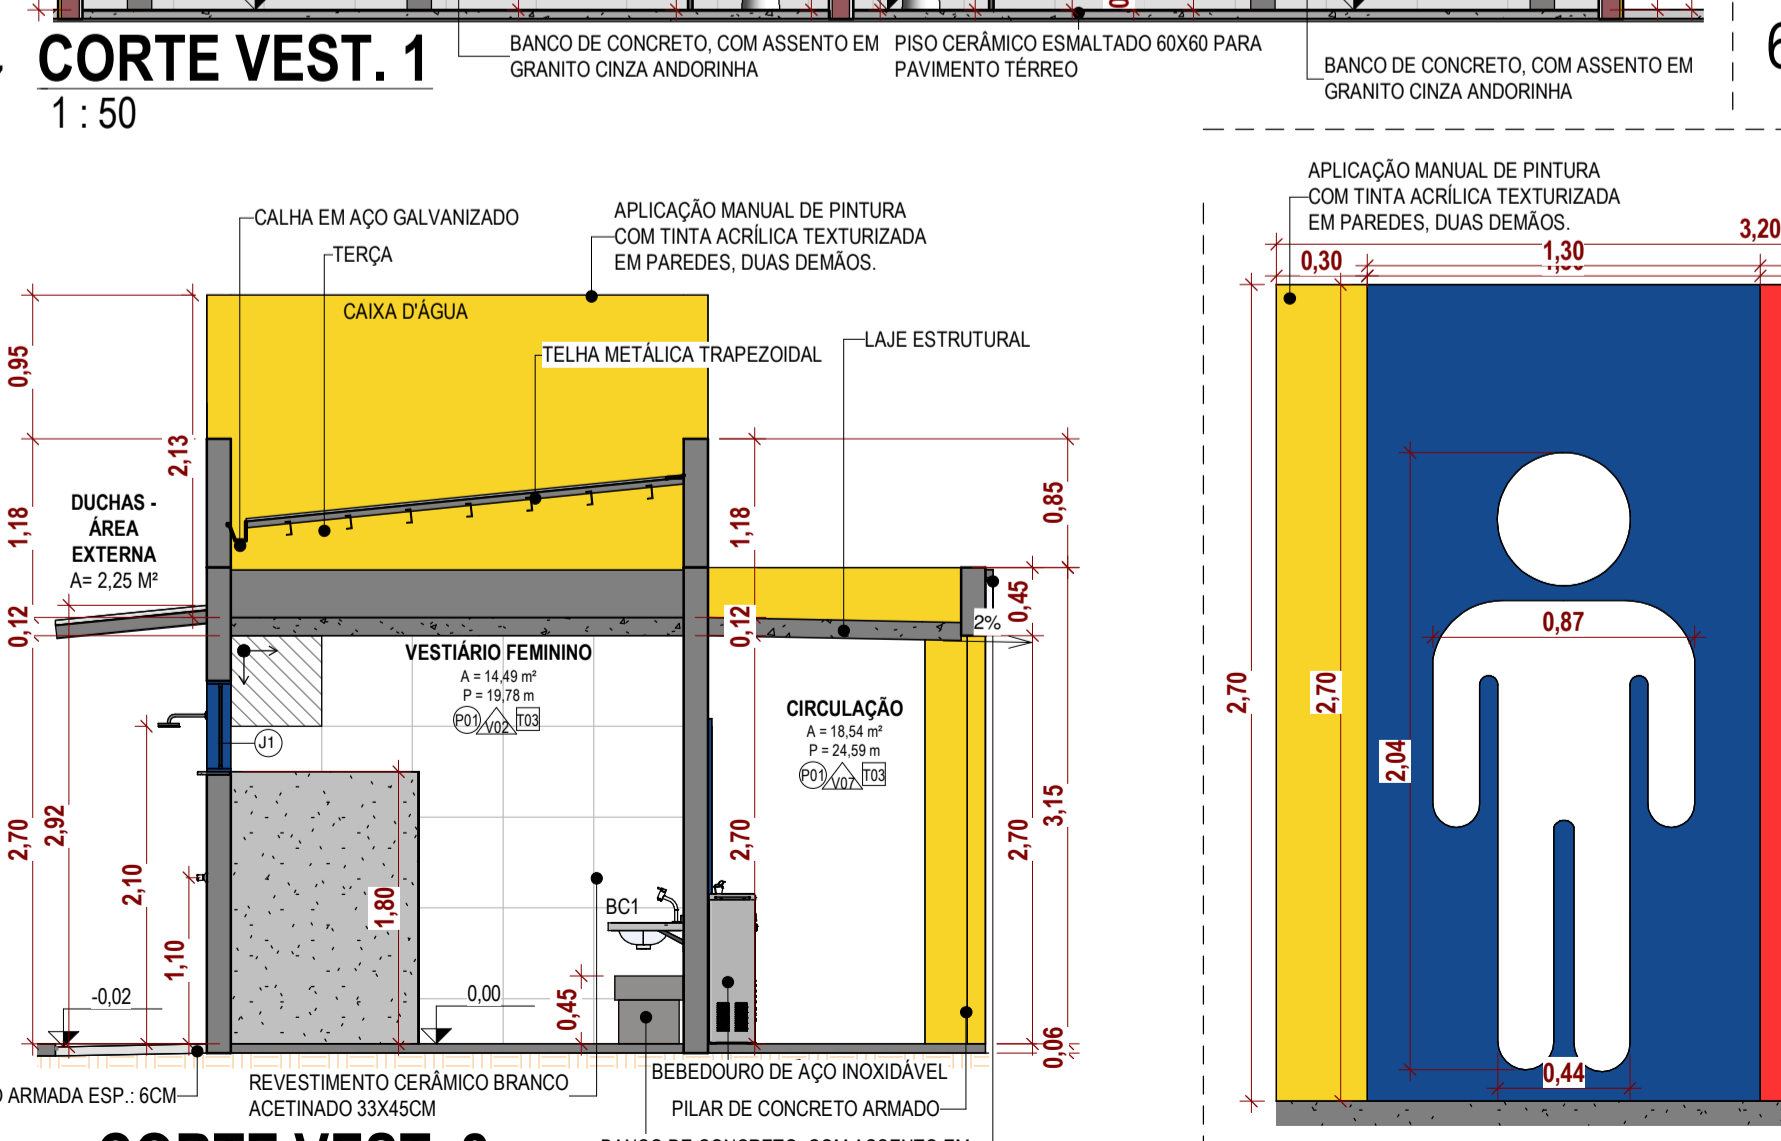 CORTE VEST. 1
1 : 50
BANCO DE CONCRETO, COM ASSENTO EM
GRANITO CINZA ANDORINHA
PISO CERÂMICO ESMALTADO 60X60 PARA
PAVIMENTO TÉRREO
BANCO DE CONCRETO, COM ASSENTO EM
GRANITO CINZA ANDORINHA
CALHA EM AÇO GALVANIZADO
TERÇA
APLICAÇÃO MANUAL DE PINTURA
COM TINTA ACRÍLICA TEXTURIZADA
EM PAREDES, DUAS DEMÃOS.
CAIXA D'ÁGUA
TELHA METÁLICA TRAPEZOIDAL
LAJE ESTRUTURAL
0,95
2,13
1,18
DUCHAS -
ÁREA
EXTERNA
A= 2,25 M²
0,12
1,18
0,85
0,12
0,45
2%
VESTIÁRIO FEMININO
A = 14,49 m²
P = 19,78 m
P01
V02
T03
J1
CIRCULAÇÃO
A = 18,54 m²
P = 24,59 m
P01
V07
T03
2,70
2,92
2,10
1,10
1,80
2,70
2,70
3,15
BC1
-0,02
0,00
0,45
0,06
ARMADA ESP.: 6CM
REVESTIMENTO CERÂMICO BRANCO
ACETINADO 33X45CM
BEBEDOURO DE AÇO INOXIDÁVEL
PILAR DE CONCRETO ARMADO
BANCO DE CONCRETO, COM ASSENTO EM
CORTE VEST.
APLICAÇÃO MANUAL DE PINTURA
COM TINTA ACRÍLICA TEXTURIZADA
EM PAREDES, DUAS DEMÃOS.
3,20
0,30
1,30
2,70
2,70
2,04
0,87
0,44